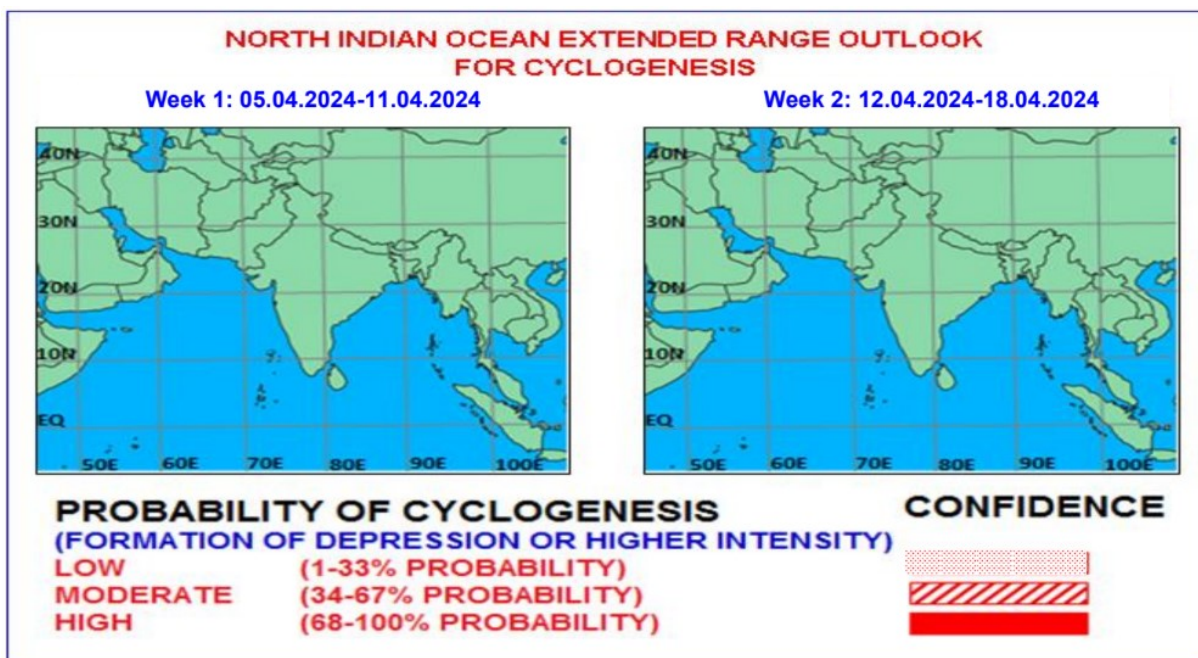 NORTH INDIAN OCEAN EXTENDED RANGE OUTLOOK
FOR CYCLOGENESIS
Week 1: 05.04.2024-11.04.2024
Week 2: 12.04.2024-18.04.2024
40N
30N
20N
10N
EQ
50E 60E 70E 80E 90E 100E
40N
30N
20N
10N
EQ
50E 60E 70E 80E 90E 100E
PROBABILITY OF CYCLOGENESIS
CONFIDENCE
(FORMATION OF DEPRESSION OR HIGHER INTENSITY)
LOW (1-33% PROBABILITY)
MODERATE (34-67% PROBABILITY)
HIGH (68-100% PROBABILITY)